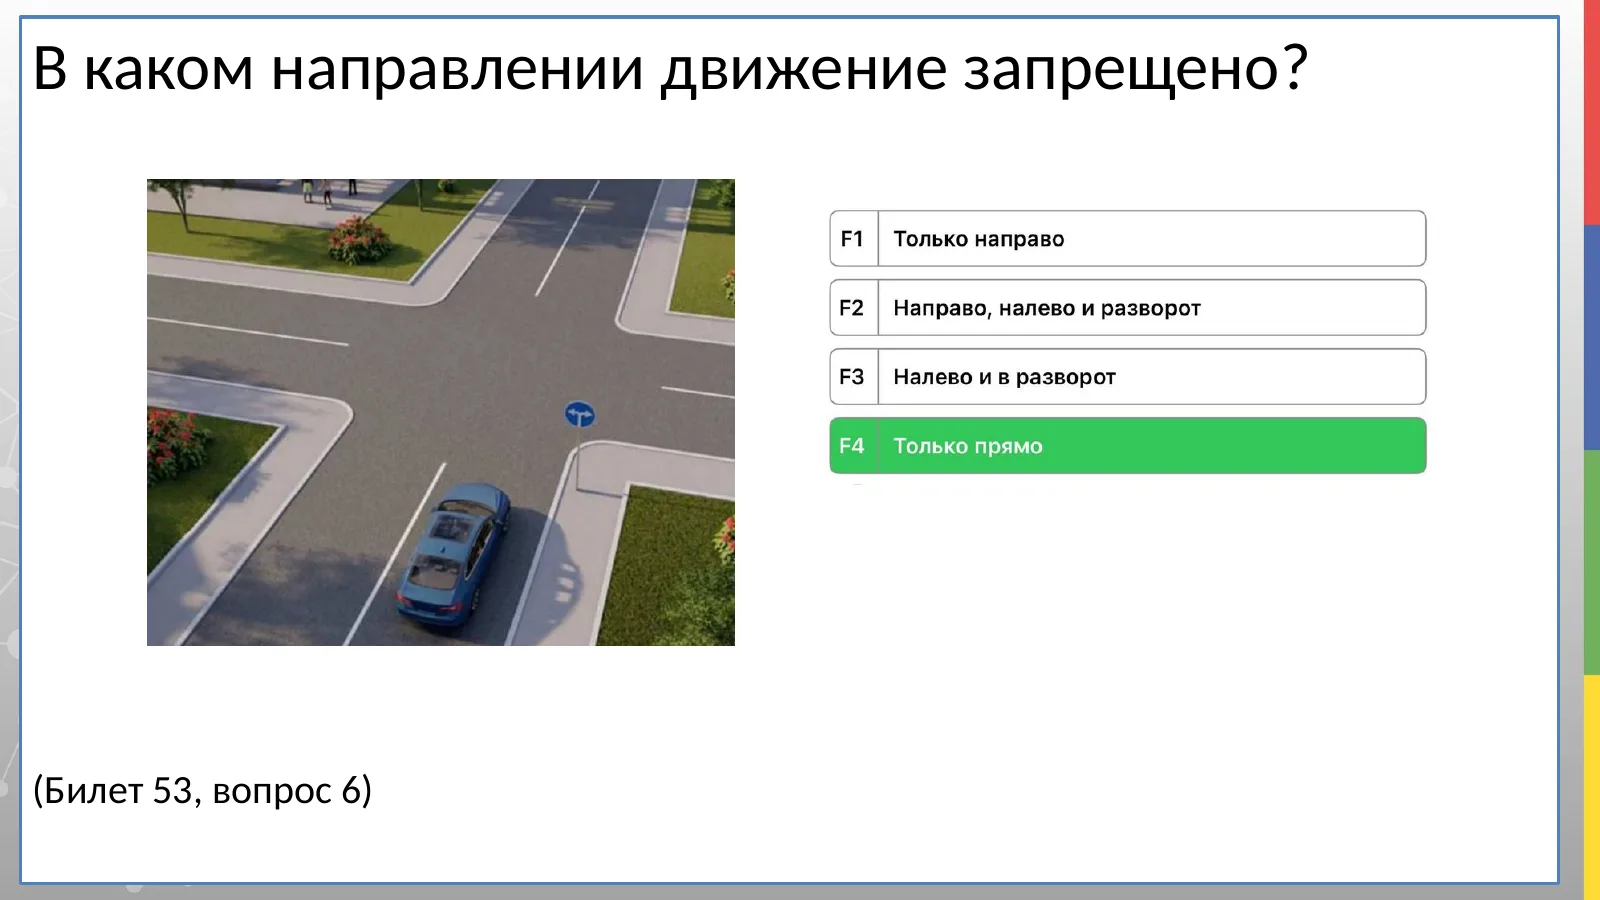 В каком направлении движение запрещено?
F1 Только направо
F2 Направо, налево и разворот
F3 Налево и в разворот
F4 Только прямо
(Билет 53, вопрос 6)